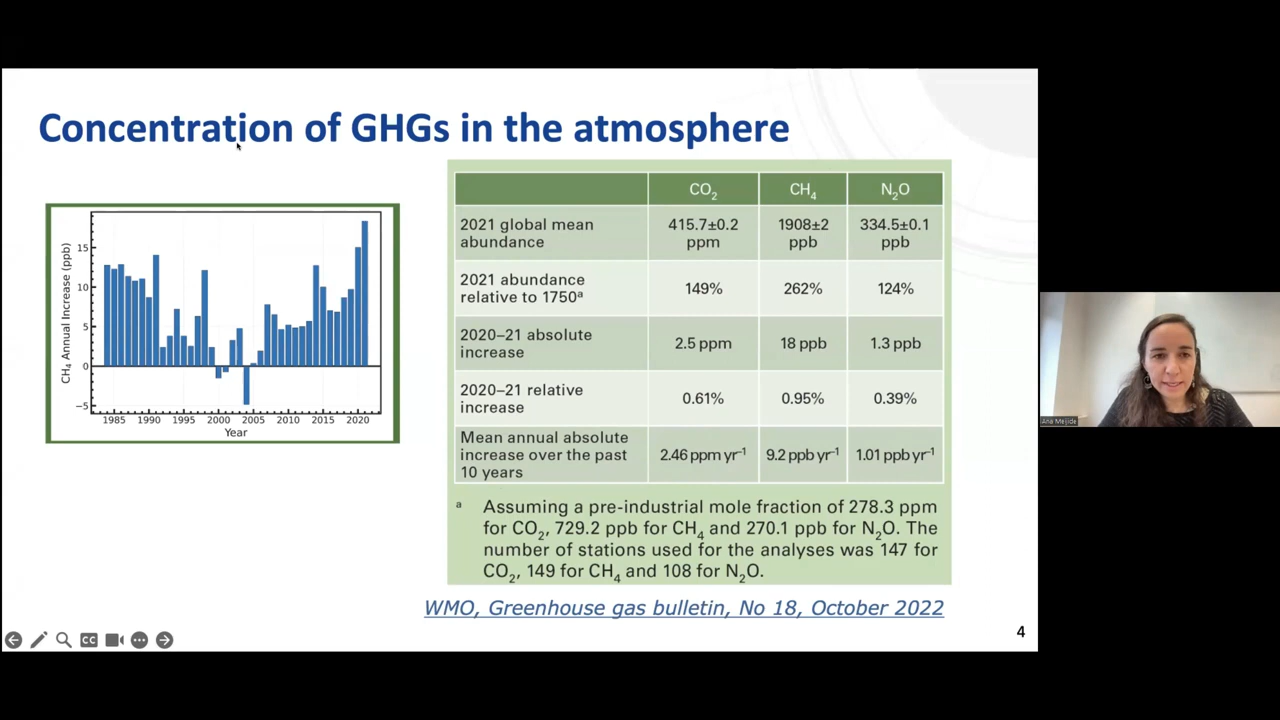 Concentration of GHGs in the atmosphere
CH₄ Annual Increase (ppb)
15
10
5
0
−5
1985 1990 1995 2000 2005 2010 2015 2020
Year
CO₂ CH₄ N₂O
2021 global mean abundance
415.7±0.2 ppm
1908±2 ppb
334.5±0.1 ppb
2021 abundance relative to 1750ᵃ
149% 262% 124%
2020–21 absolute increase
2.5 ppm 18 ppb 1.3 ppb
2020–21 relative increase
0.61% 0.95% 0.39%
Mean annual absolute increase over the past 10 years
2.46 ppm yr⁻¹ 9.2 ppb yr⁻¹ 1.01 ppb yr⁻¹
ᵃ Assuming a pre-industrial mole fraction of 278.3 ppm
for CO₂, 729.2 ppb for CH₄ and 270.1 ppb for N₂O. The
number of stations used for the analyses was 147 for
CO₂, 149 for CH₄ and 108 for N₂O.
WMO, Greenhouse gas bulletin, No 18, October 2022
4
CC
Ana Meijide